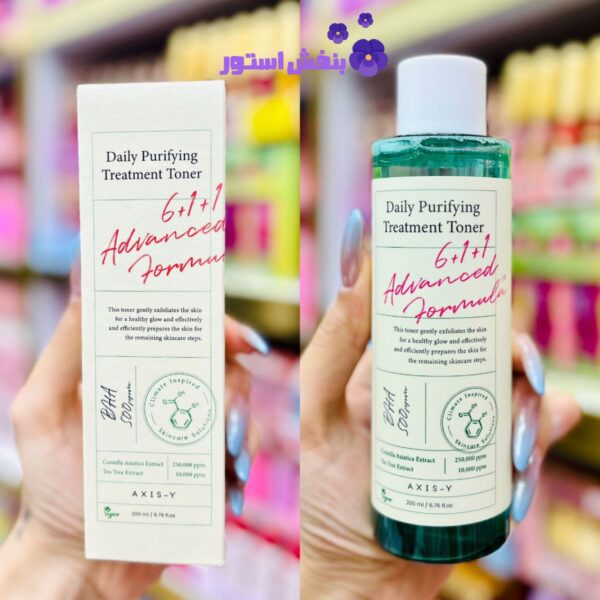 بنفش استور
Daily Purifying
Treatment Toner
6+1+1
Advanced
Formula
This toner gently exfoliates the skin
for a healthy glow and effectively
and efficiently prepares the skin for
the remaining skincare steps.
BHA
500ppm
Climate Inspired
Skincare Solutions
Centella Asiatica Extract 250,000 ppm
Tea Tree Extract 10,000 ppm
AXIS-Y
Vegan
200 ml / 6.76 fl.oz.
Daily Purifying
Treatment Toner
6+1+1
Advanced
Formula
This toner gently exfoliates the skin
for a healthy glow and effectively
and efficiently prepares the skin for
the remaining skincare steps.
BHA
500ppm
Climate Inspired
Skincare Solutions
Centella Asiatica Extract 250,000 ppm
Tea Tree Extract 10,000 ppm
AXIS-Y
Vegan
200 ml / 6.76 fl.oz.